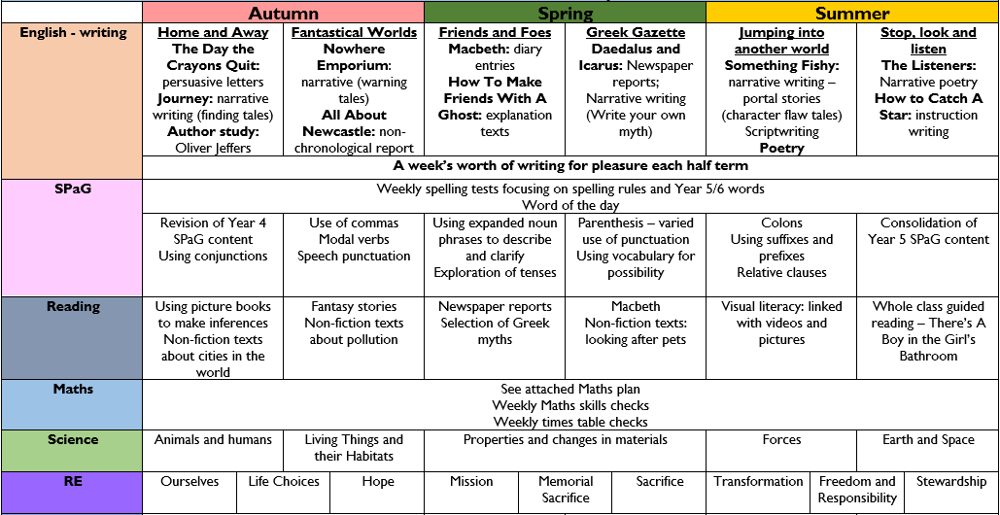 Autumn
Spring
Summer
English - writing
Home and Away
The Day the
Crayons Quit:
persuasive letters
Journey: narrative
writing (finding tales)
Author study:
Oliver Jeffers
Fantastical Worlds
Nowhere
Emporium:
narrative (warning
tales)
All About
Newcastle: non-
chronological report
Friends and Foes
Macbeth: diary
entries
How To Make
Friends With A
Ghost: explanation
texts
Greek Gazette
Daedalus and
Icarus: Newspaper
reports;
Narrative writing
(Write your own
myth)
Jumping into
another world
Something Fishy:
narrative writing –
portal stories
(character flaw tales)
Scriptwriting
Poetry
Stop, look and
listen
The Listeners:
Narrative poetry
How to Catch A
Star: instruction
writing
A week's worth of writing for pleasure each half term
SPaG
Weekly spelling tests focusing on spelling rules and Year 5/6 words
Word of the day
Revision of Year 4
SPaG content
Using conjunctions
Use of commas
Modal verbs
Speech punctuation
Using expanded noun
phrases to describe
and clarify
Exploration of tenses
Parenthesis – varied
use of punctuation
Using vocabulary for
possibility
Colons
Using suffixes and
prefixes
Relative clauses
Consolidation of
Year 5 SPaG content
Reading
Using picture books
to make inferences
Non-fiction texts
about cities in the
world
Fantasy stories
Non-fiction texts
about pollution
Newspaper reports
Selection of Greek
myths
Macbeth
Non-fiction texts:
looking after pets
Visual literacy: linked
with videos and
pictures
Whole class guided
reading – There's A
Boy in the Girl's
Bathroom
Maths
See attached Maths plan
Weekly Maths skills checks
Weekly times table checks
Science
Animals and humans
Living Things and
their Habitats
Properties and changes in materials
Forces
Earth and Space
RE
Ourselves
Life Choices
Hope
Mission
Memorial
Sacrifice
Sacrifice
Transformation
Freedom and
Responsibility
Stewardship